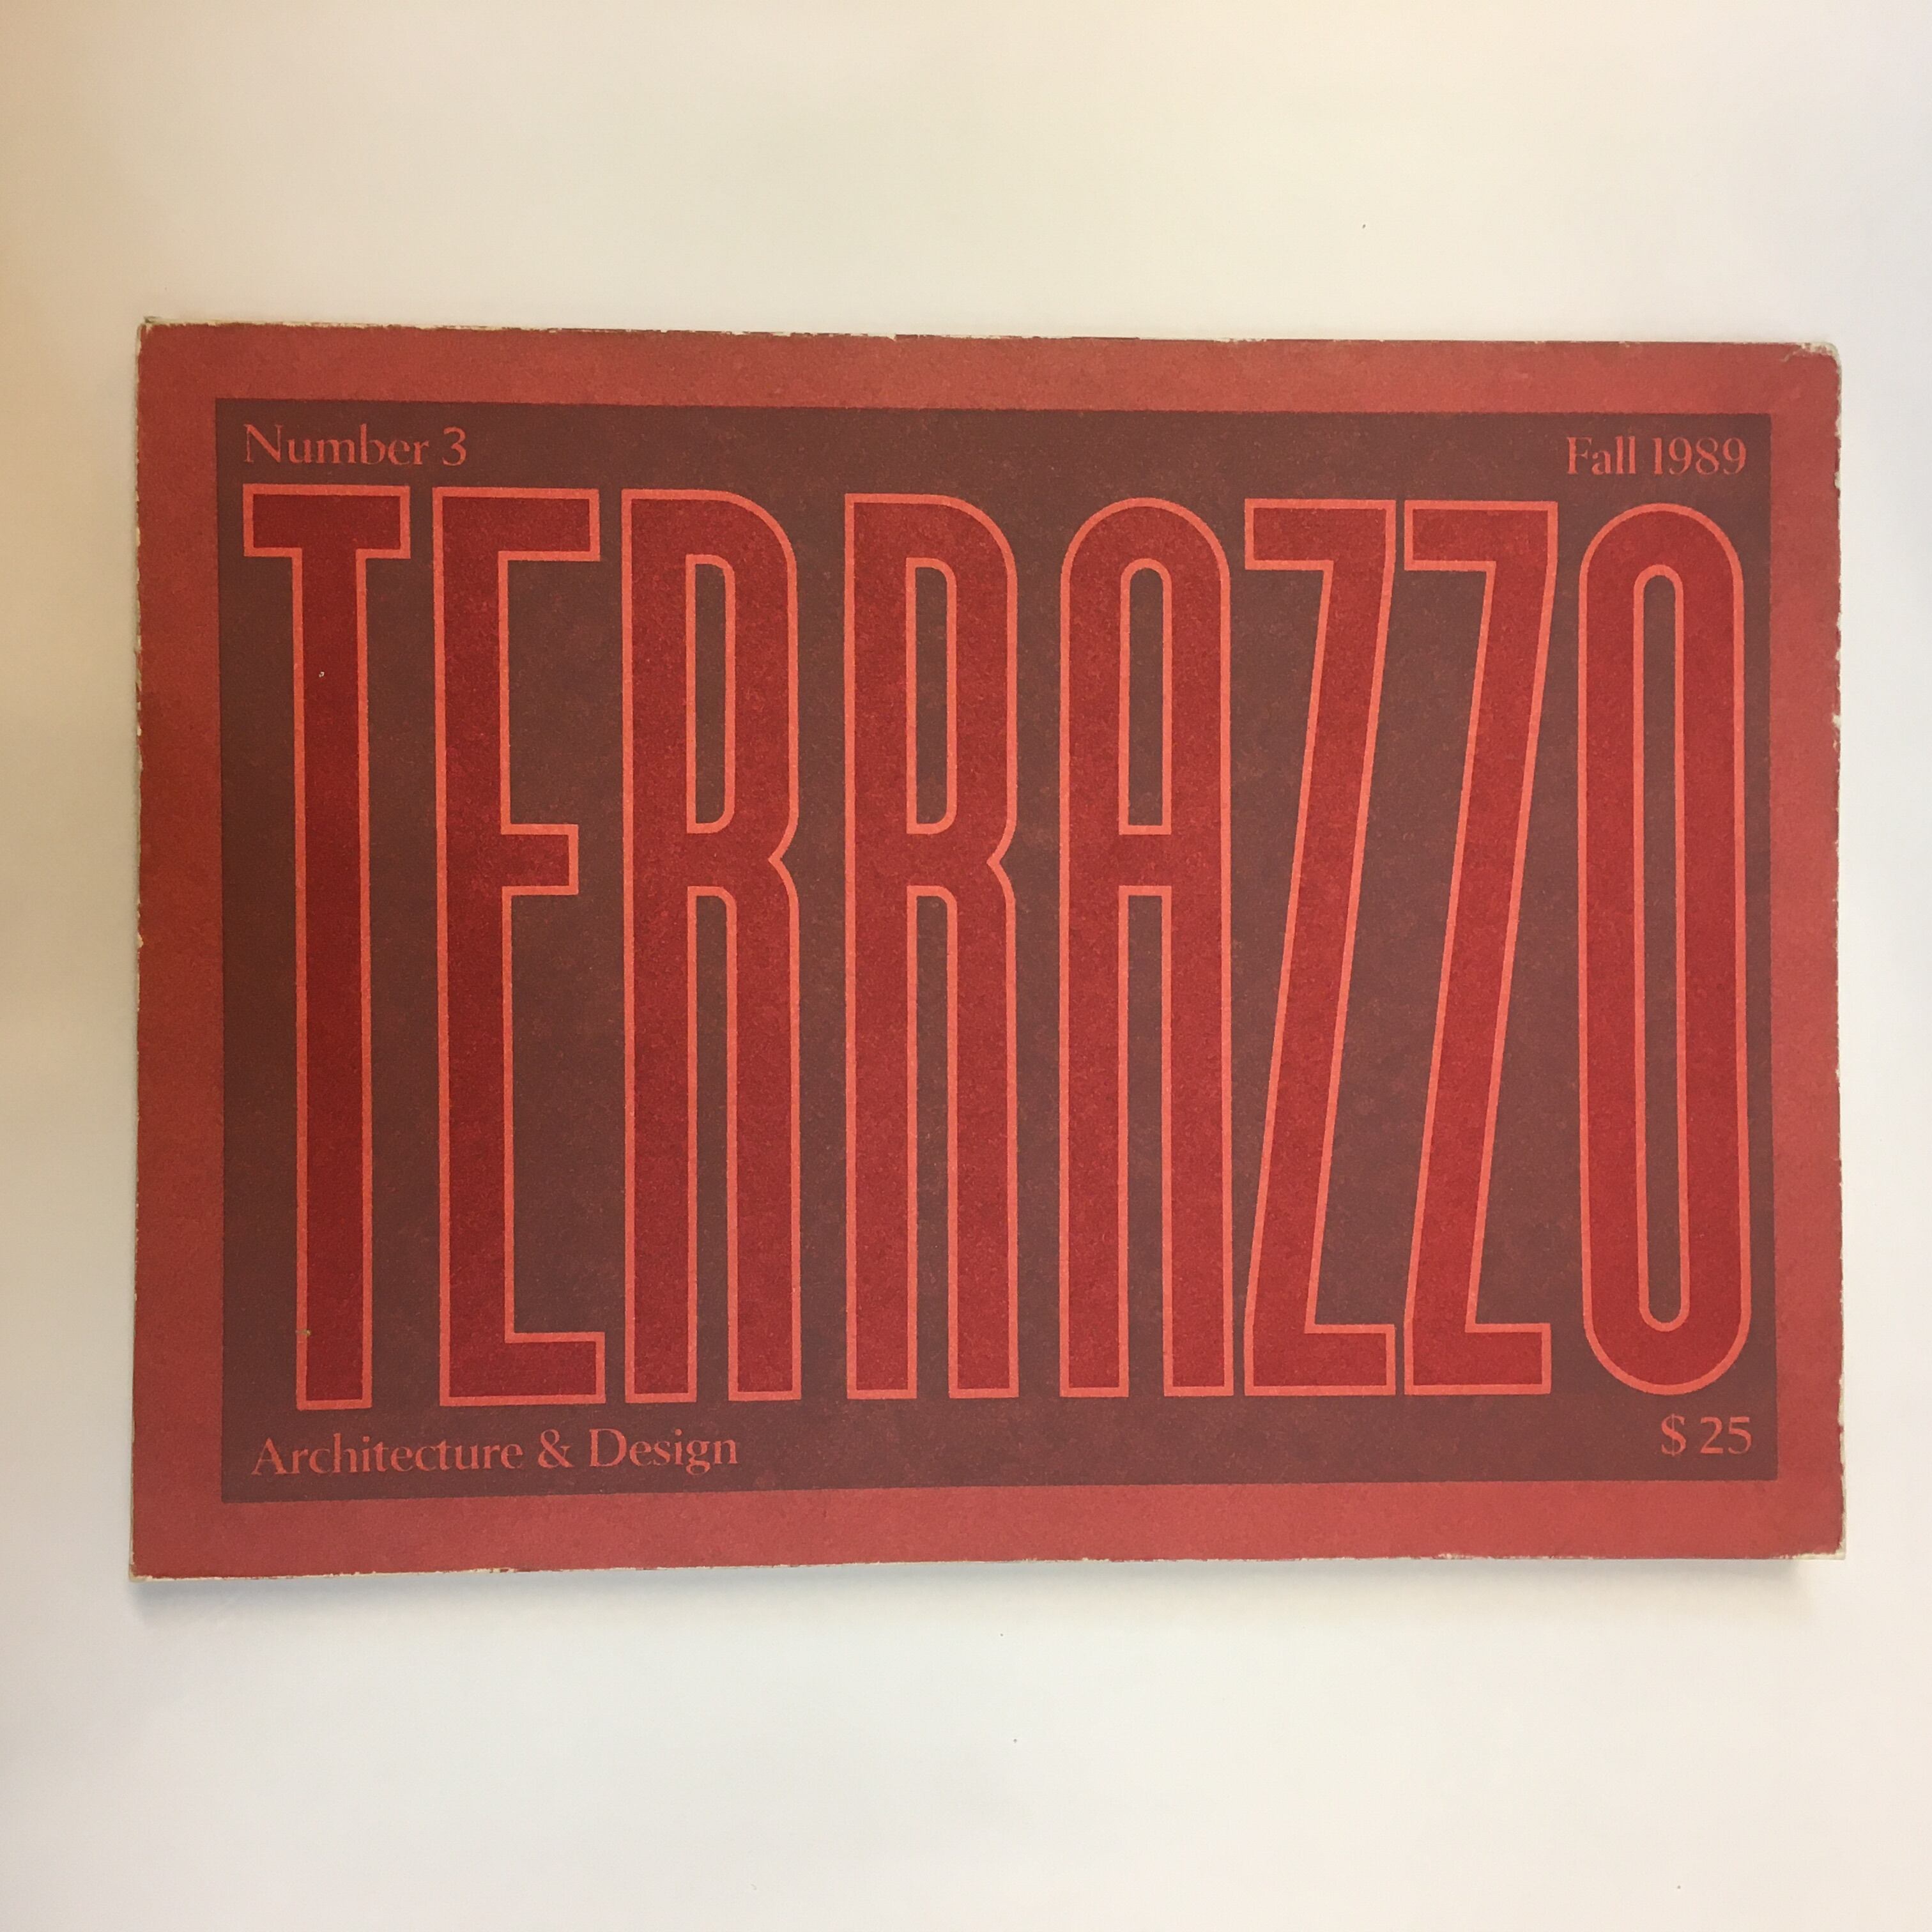 Number 3
Fall 1989
TERRAZZO
Architecture & Design
$ 25